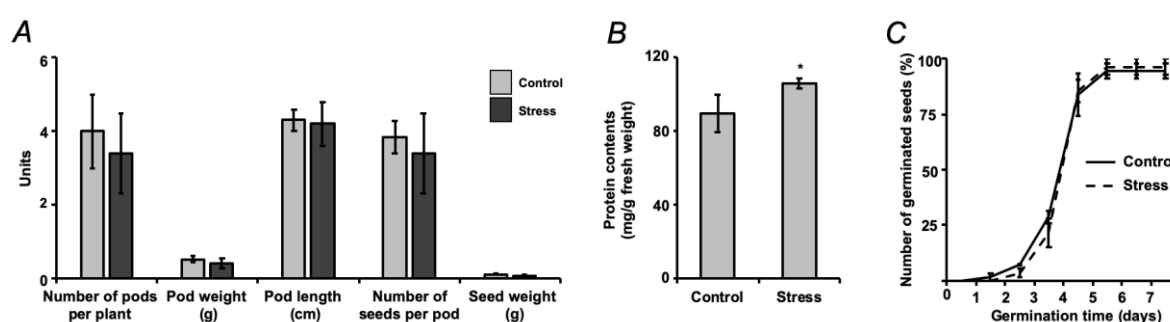 A
6
4
2
0
Units
Control
Stress
Number of pods
per plant
Pod weight
(g)
Pod length
(cm)
Number of
seeds per pod
Seed weight
(g)
B
120
80
40
0
Protein contents
(mg/g fresh weight)
*
Control
Stress
C
100
75
50
25
Number of germinated seeds (%)
Contro
Stress
0 1 2 3 4 5 6 7
Germination time (days)